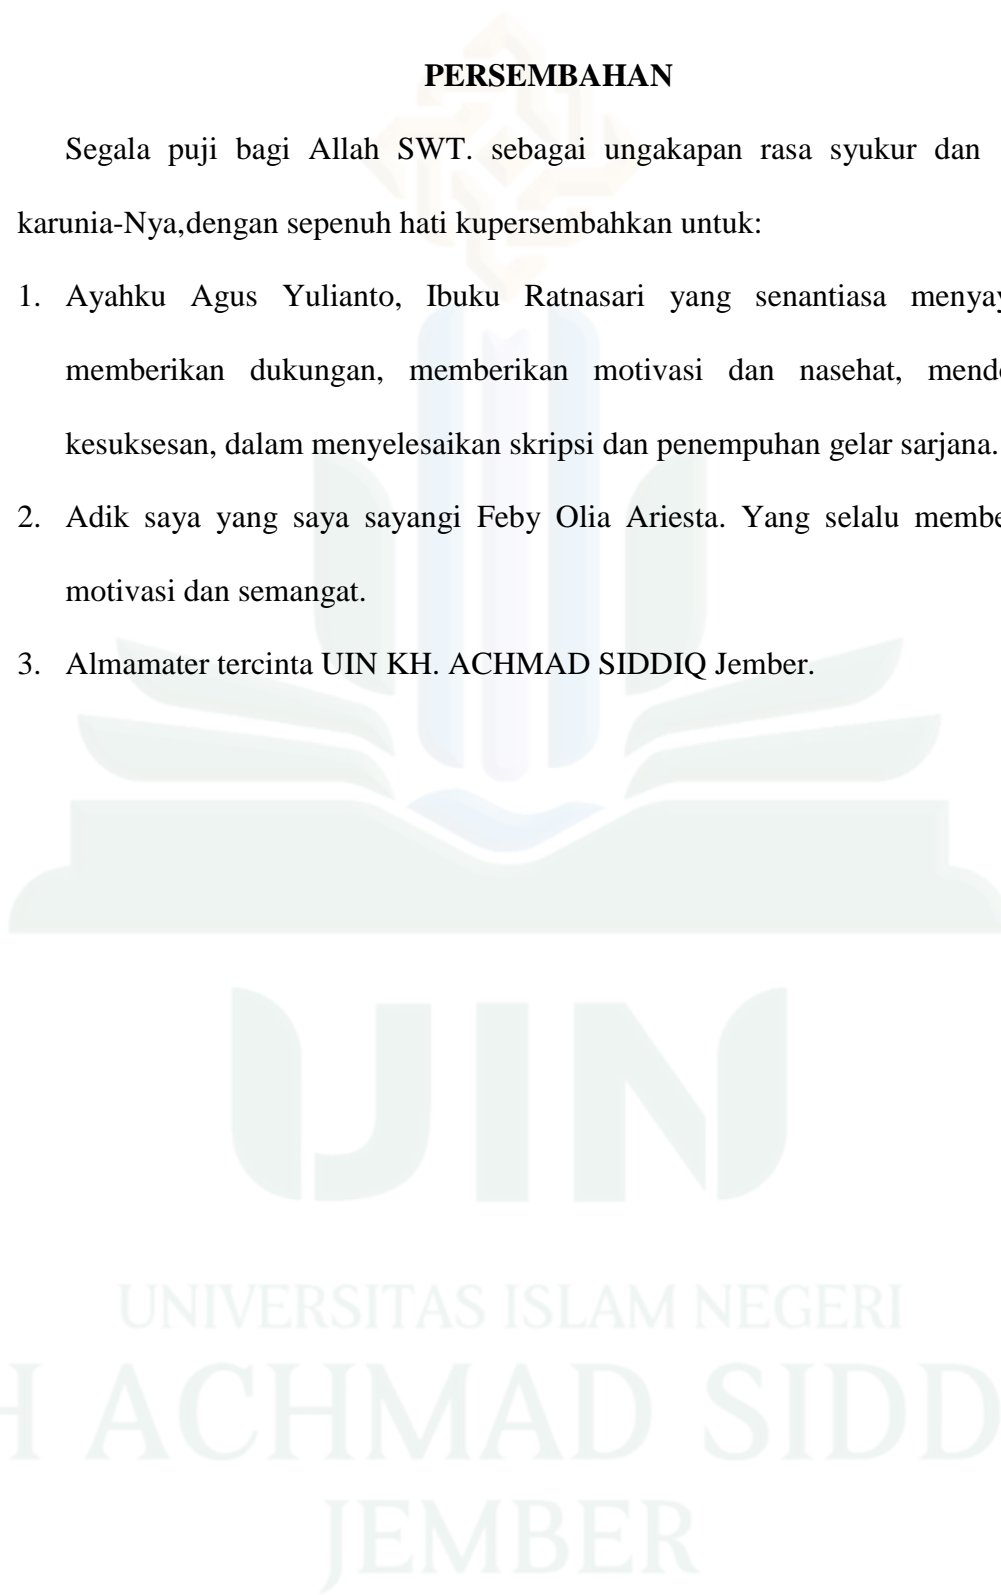 PERSEMBAHAN
Segala puji bagi Allah SWT. sebagai ungakapan rasa syukur dan
karunia-Nya,dengan sepenuh hati kupersembahkan untuk:
1. Ayahku Agus Yulianto, Ibuku Ratnasari yang senantiasa
memberikan dukungan, memberikan motivasi dan nasehat,
kesuksesan, dalam menyelesaikan skripsi dan penempuhan gelar sarjana.
2. Adik saya yang saya sayangi Feby Olia Ariesta. Yang selalu
motivasi dan semangat.
3. Almamater tercinta UIN KH. ACHMAD SIDDIQ Jember.
UIN
UNIVERSITAS ISLAM NEGERI
H ACHMAD SIDD
JEMBER